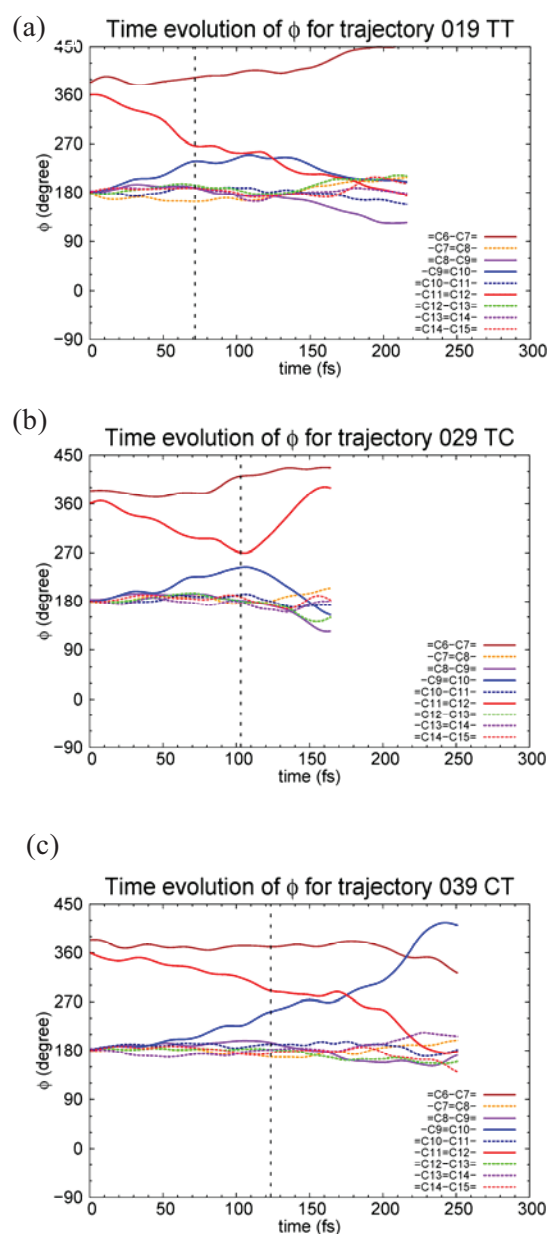 (a)
Time evolution of ϕ for trajectory 019 TT
450
360
270
180
90
0
−90
ϕ (degree)
=C6−C7=
−C7=C8−
=C8−C9=
−C9=C10−
=C10−C11−
−C11=C12−
=C12−C13=
−C13=C14−
=C14−C15=
0 50 100 150 200 250 300
time (fs)
(b)
Time evolution of ϕ for trajectory 029 TC
450
360
270
180
90
0
−90
ϕ (degree)
=C6−C7=
−C7=C8−
=C8−C9=
−C9=C10−
=C10−C11−
−C11=C12−
=C12−C13=
−C13=C14−
=C14−C15=
0 50 100 150 200 250 300
time (fs)
(c)
Time evolution of ϕ for trajectory 039 CT
450
360
270
180
90
0
−90
ϕ (degree)
=C6−C7=
−C7=C8−
=C8−C9=
−C9=C10−
=C10−C11−
−C11=C12−
=C12−C13=
−C13=C14−
=C14−C15=
0 50 100 150 200 250 300
time (fs)